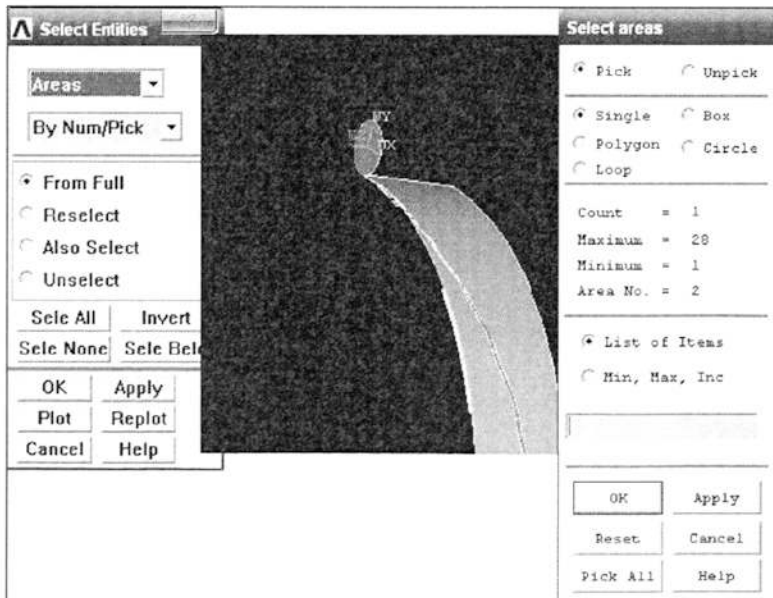 Select Entities
Areas
By Num/Pick
From Full
Reselect
Also Select
Unselect
Sele All Invert
Sele None Sele Bel
OK Apply
Plot Replot
Cancel Help
Select areas
Pick Unpick
Single Box
Polygon Circle
Loop
Count = 1
Maximum = 28
Minimum = 1
Area No. = 2
List of Items
Min, Max, Inc
OK Apply
Reset Cancel
Pick All Help